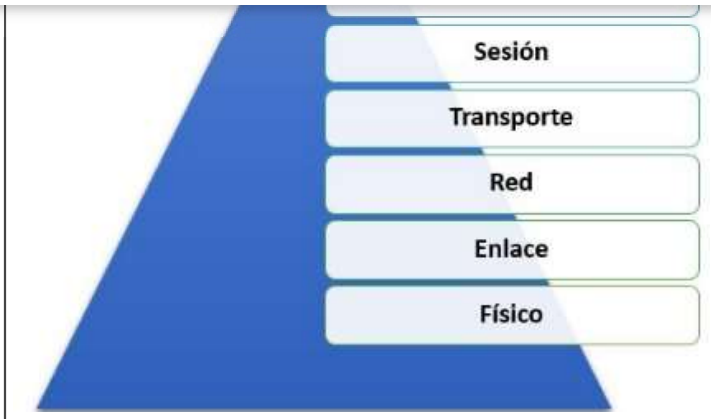 Sesión
Transporte
Red
Enlace
Físico